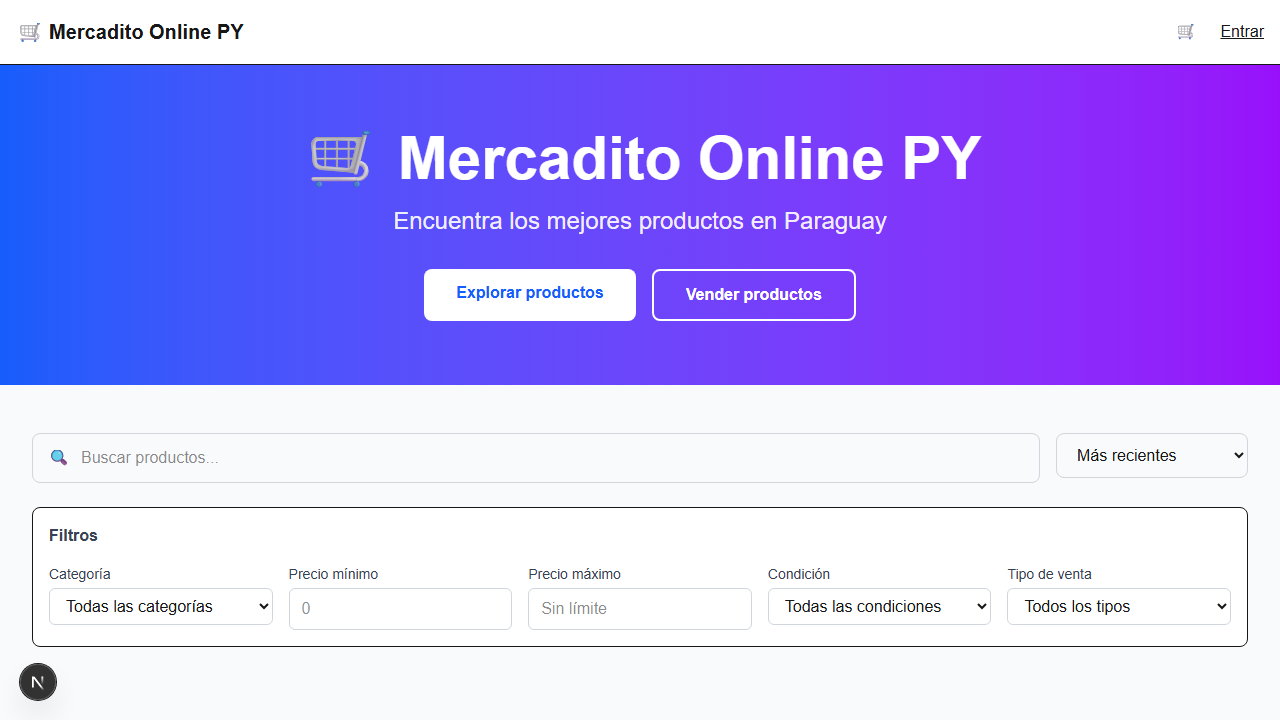 Mercadito Online PY
Entrar
Mercadito Online PY
Encuentra los mejores productos en Paraguay
Explorar productos
Vender productos
Buscar productos...
Más recientes
Filtros
Categoría
Precio mínimo
Precio máximo
Condición
Tipo de venta
Todas las categorías
0
Sin límite
Todas las condiciones
Todos los tipos
N